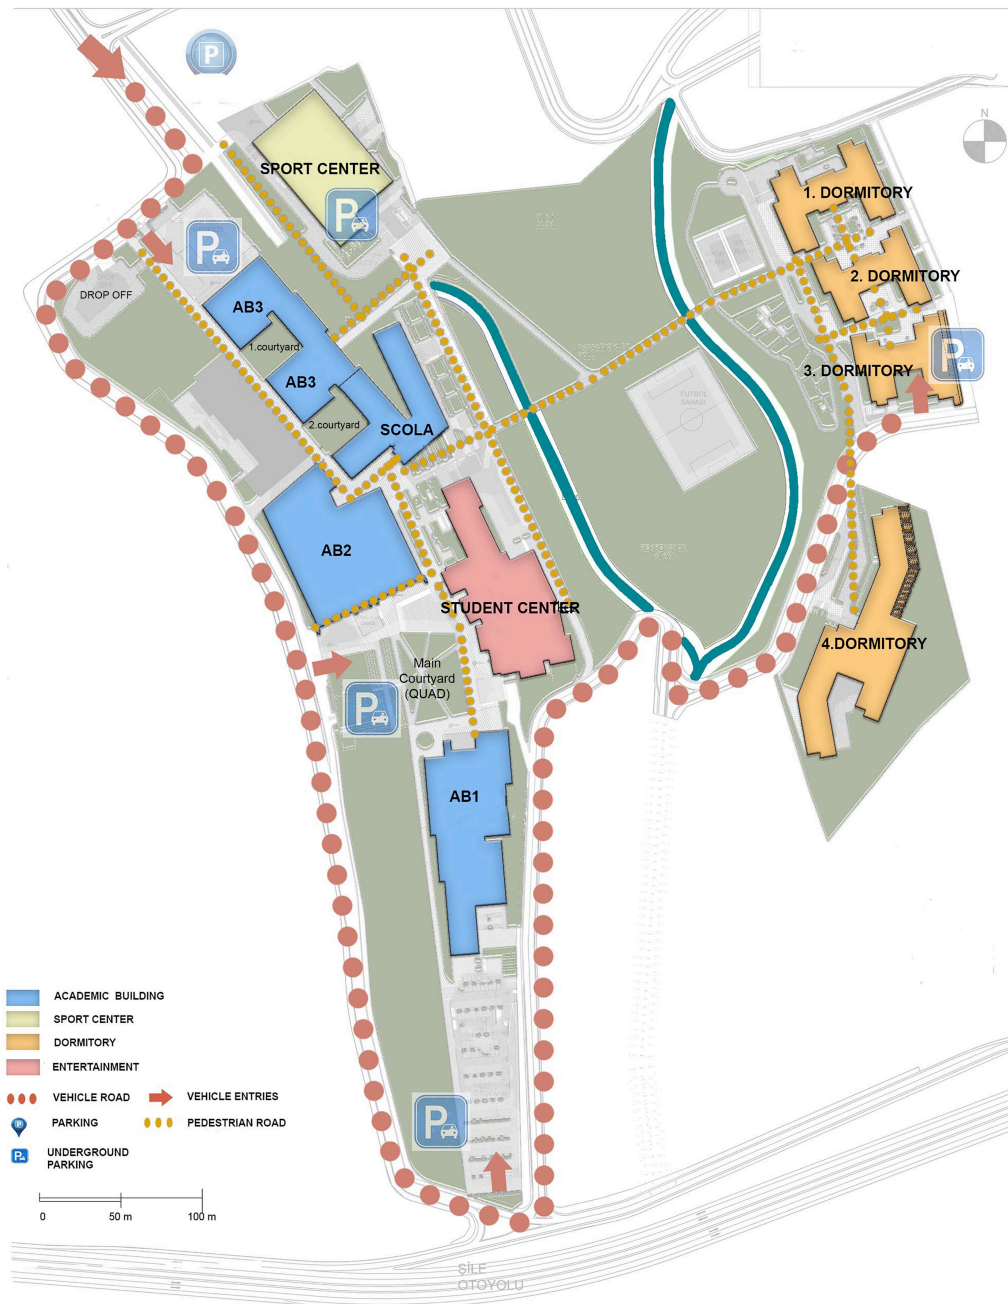 N
SPORT CENTER
1. DORMITORY
2. DORMITORY
DROP OFF
AB3
1.courtyard
3. DORMITORY
AB3
FUTBOL
SAHASI
2.courtyard
SCOLA
AB2
STUDENT CENTER
4.DORMITORY
Main
Courtyard
(QUAD)
AB1
ACADEMIC BUILDING
SPORT CENTER
DORMITORY
ENTERTAINMENT
VEHICLE ROAD
VEHICLE ENTRIES
PARKING
PEDESTRIAN ROAD
UNDERGROUND
PARKING
0 50 m 100 m
ŞİLE
OTOYOLU
P
P
P
P
P
P
P
P
P